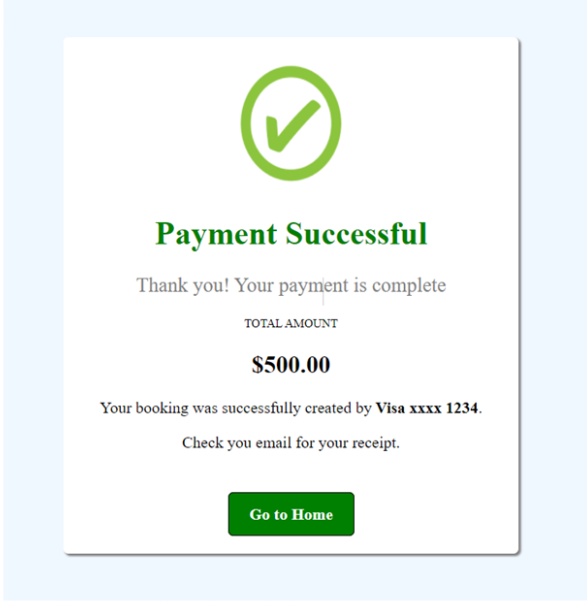 Payment Successful
Thank you! Your payment is complete
TOTAL AMOUNT
$500.00
Your booking was successfully created by Visa xxxx 1234.
Check you email for your receipt.
Go to Home